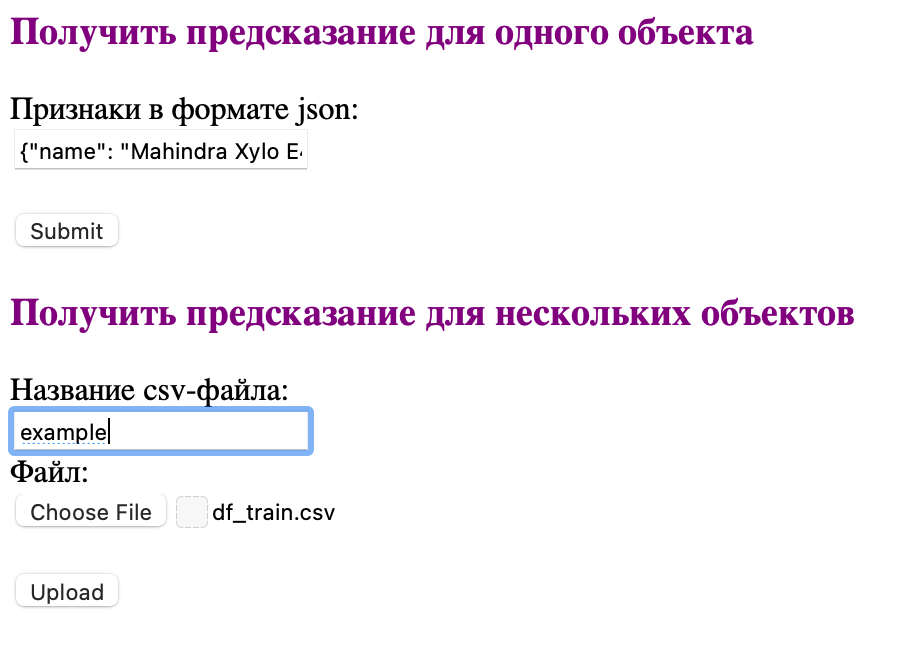 Получить предсказание для одного объекта
Признаки в формате json:
{"name": "Mahindra Xylo E
Submit
Получить предсказание для нескольких объектов
Название csv-файла:
example
Файл:
Choose File df_train.csv
Upload